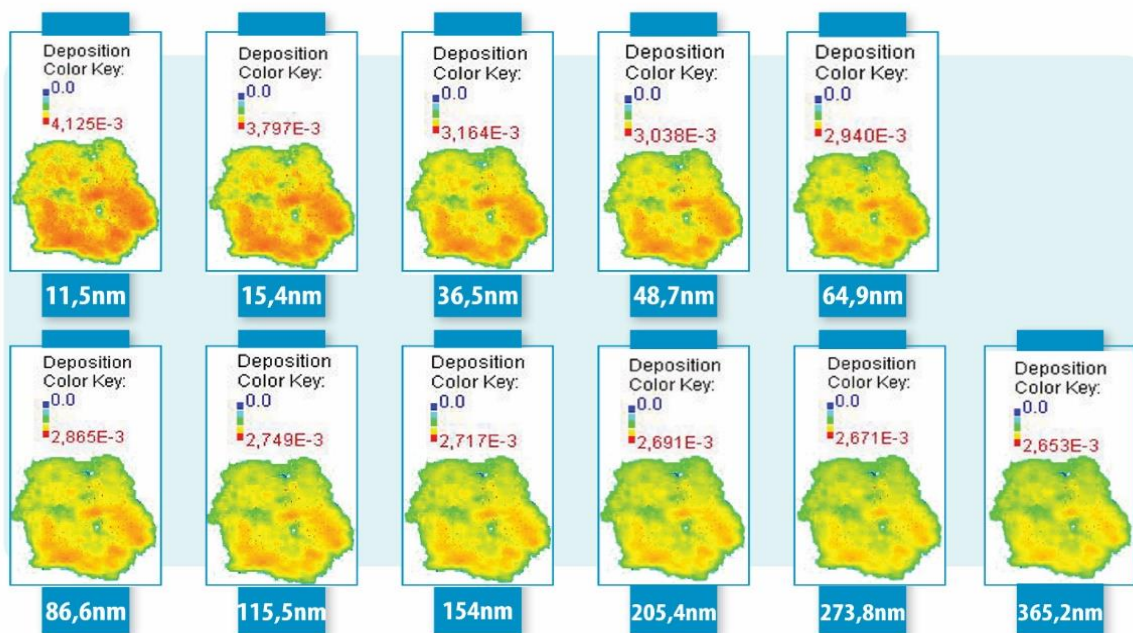 Deposition
Color Key:
0.0
4,125E-3
11,5nm
Deposition
Color Key:
0.0
3,797E-3
15,4nm
Deposition
Color Key:
0.0
3,164E-3
36,5nm
Deposition
Color Key:
0.0
3,038E-3
48,7nm
Deposition
Color Key:
0.0
2,940E-3
64,9nm
Deposition
Color Key:
0.0
2,865E-3
86,6nm
Deposition
Color Key:
0.0
2,749E-3
115,5nm
Deposition
Color Key:
0.0
2,717E-3
154nm
Deposition
Color Key:
0.0
2,691E-3
205,4nm
Deposition
Color Key:
0.0
2,671E-3
273,8nm
Deposition
Color Key:
0.0
2,653E-3
365,2nm